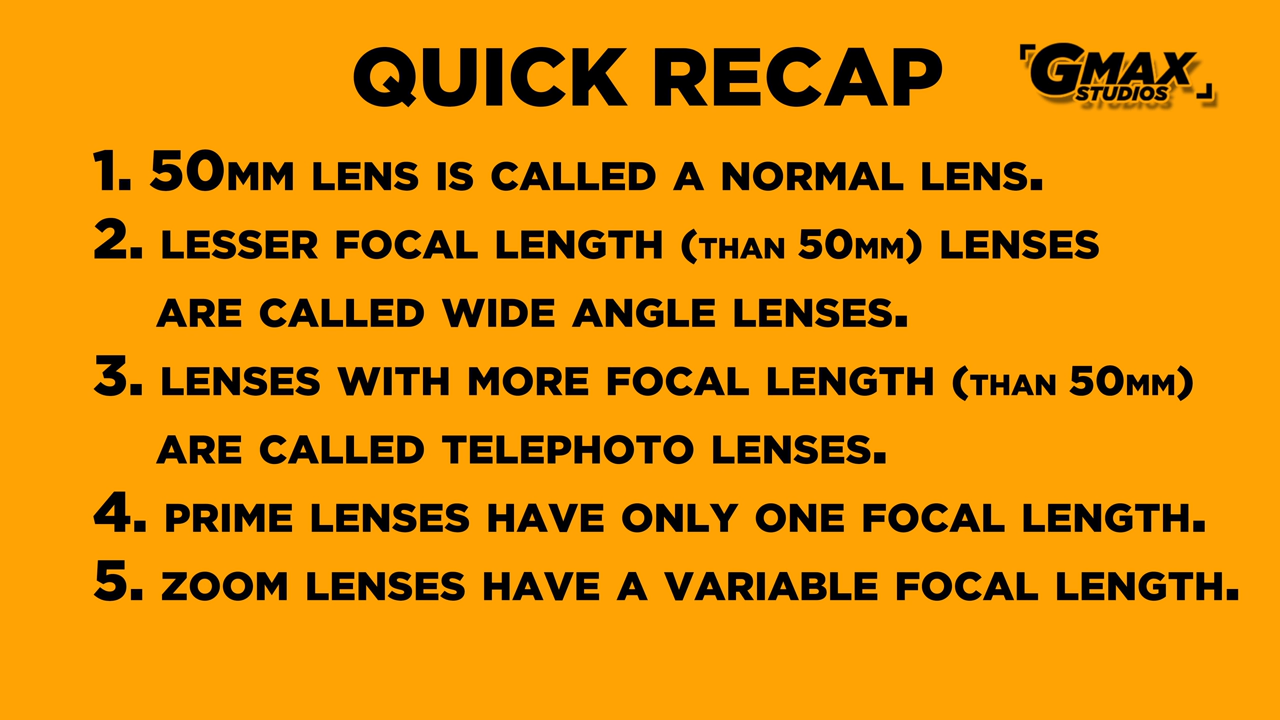 QUICK RECAP
GMAX
STUDIOS
1. 50MM LENS IS CALLED A NORMAL LENS.
2. LESSER FOCAL LENGTH (THAN 50MM) LENSES
ARE CALLED WIDE ANGLE LENSES.
3. LENSES WITH MORE FOCAL LENGTH (THAN 50MM)
ARE CALLED TELEPHOTO LENSES.
4. PRIME LENSES HAVE ONLY ONE FOCAL LENGTH.
5. ZOOM LENSES HAVE A VARIABLE FOCAL LENGTH.